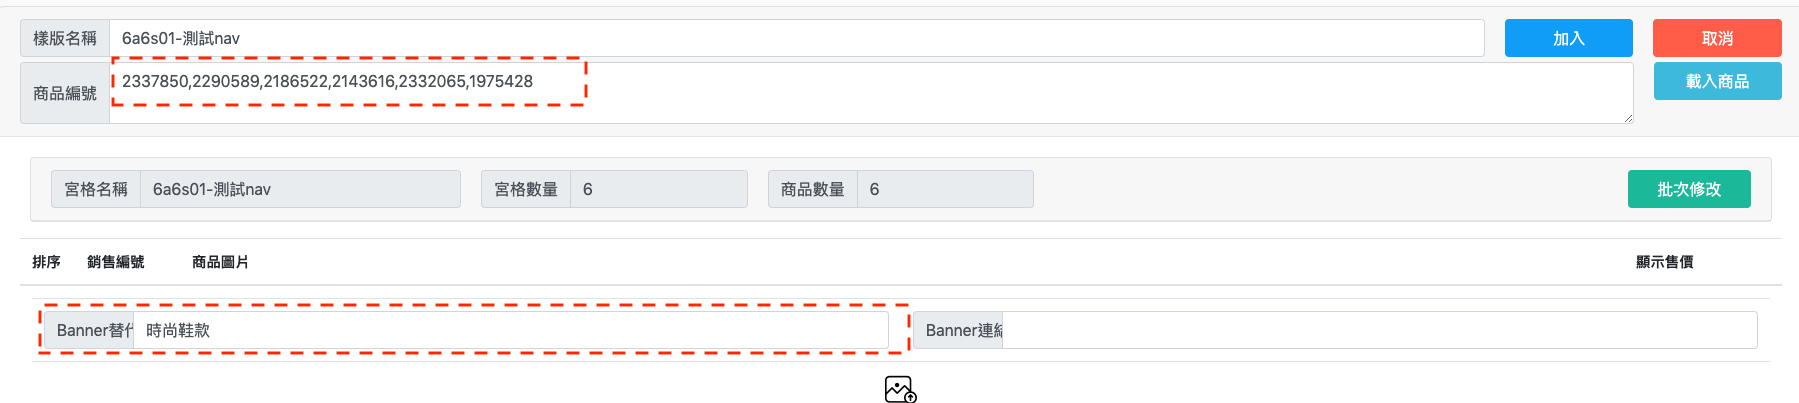 樣版名稱 6a6s01-測試nav 加入 取消
商品編號 2337850,2290589,2186522,2143616,2332065,1975428 載入商品
宮格名稱 6a6s01-測試nav 宮格數量 6 商品數量 6 批次修改
排序 銷售編號 商品圖片 顯示售價
Banner替代 時尚鞋款 Banner連結